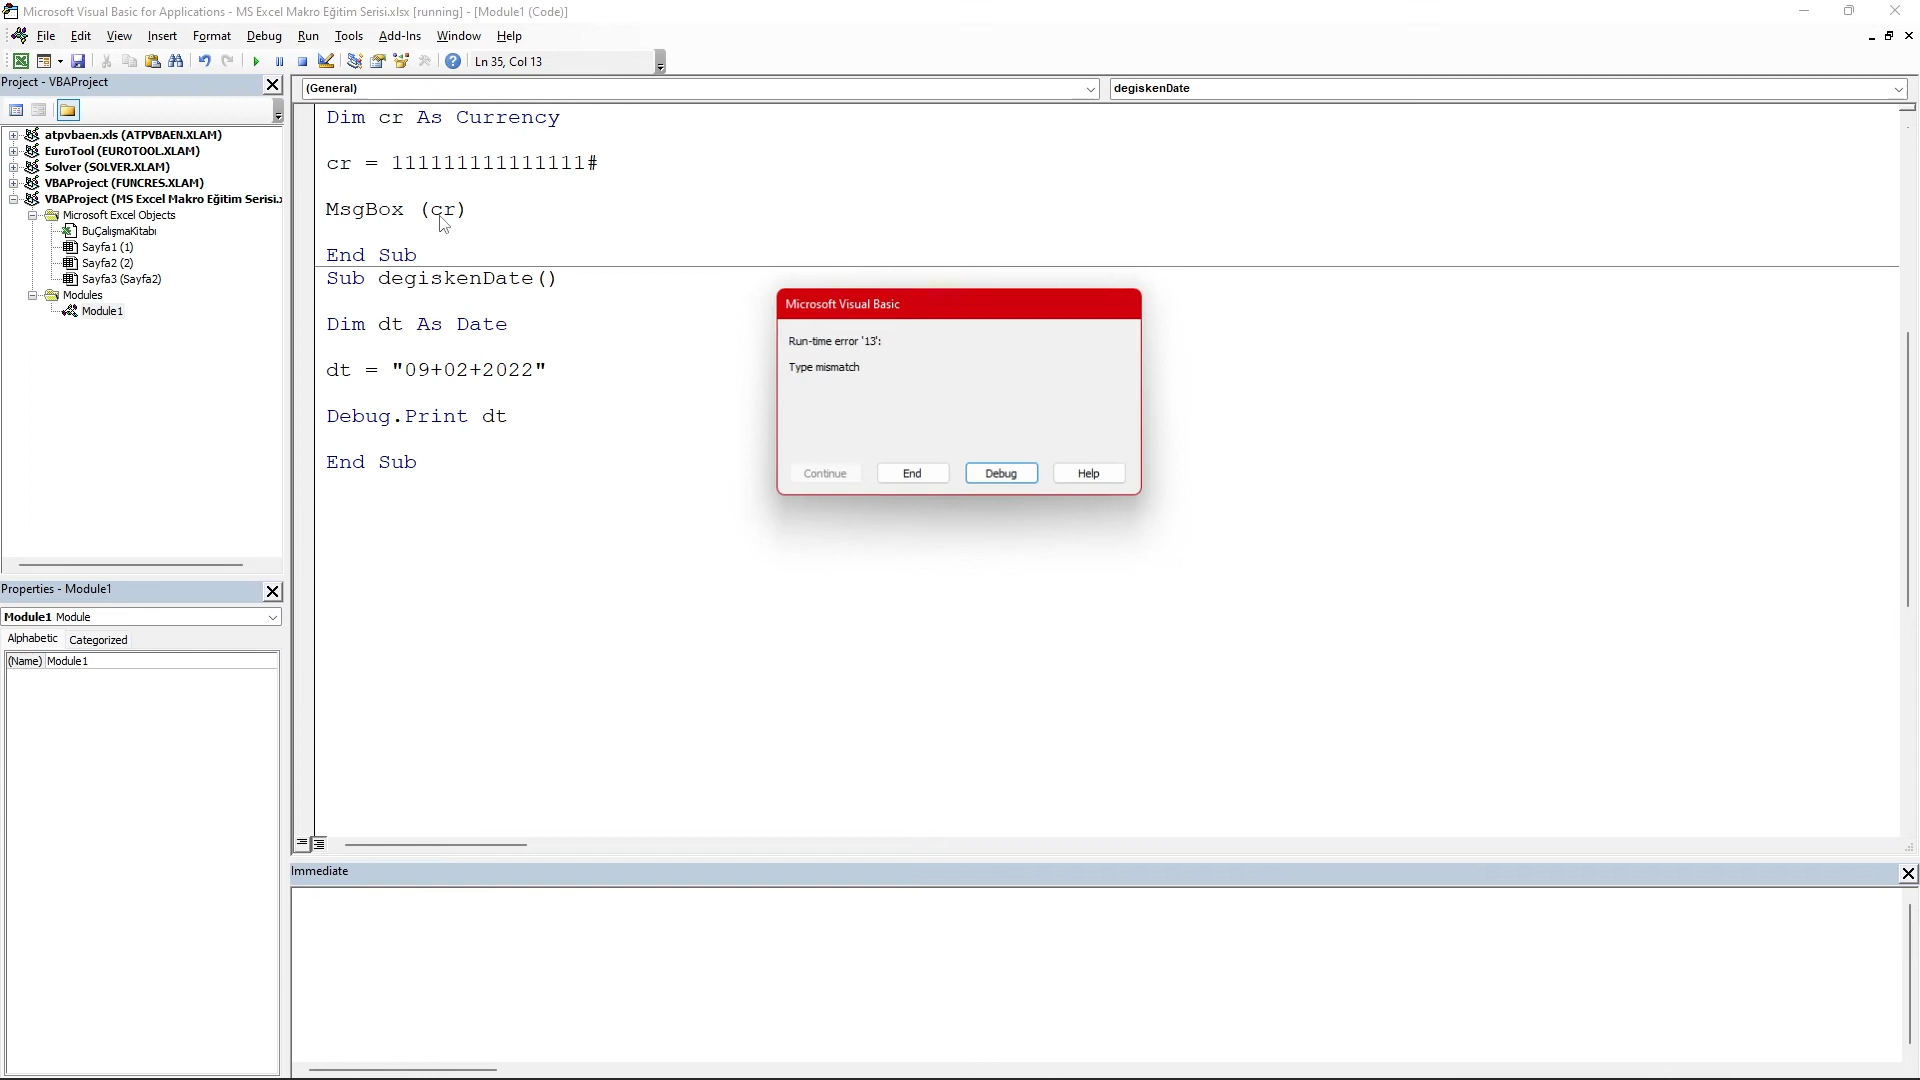 Microsoft Visual Basic for Applications - MS Excel Makro Eğitim Serisi.xlsx [running] - [Module1 (Code)]
File Edit View Insert Format Debug Run Tools Add-Ins Window Help
Ln 35, Col 13
Project - VBAProject
atpvbaen.xls (ATPVBAEN.XLAM)
EuroTool (EUROTOOL.XLAM)
Solver (SOLVER.XLAM)
VBAProject (FUNCRES.XLAM)
VBAProject (MS Excel Makro Eğitim Serisi.
Microsoft Excel Objects
BuÇalışmaKitabı
Sayfa1 (1)
Sayfa2 (2)
Sayfa3 (Sayfa2)
Modules
Module1
Properties - Module1
Module1 Module
Alphabetic Categorized
(Name) Module1
(General)
degiskenDate
Dim cr As Currency
cr = 111111111111111#
MsgBox (cr)
End Sub
Sub degiskenDate()
Dim dt As Date
dt = "09+02+2022"
Debug.Print dt
End Sub
Microsoft Visual Basic
Run-time error '13':
Type mismatch
Continue End Debug Help
Immediate